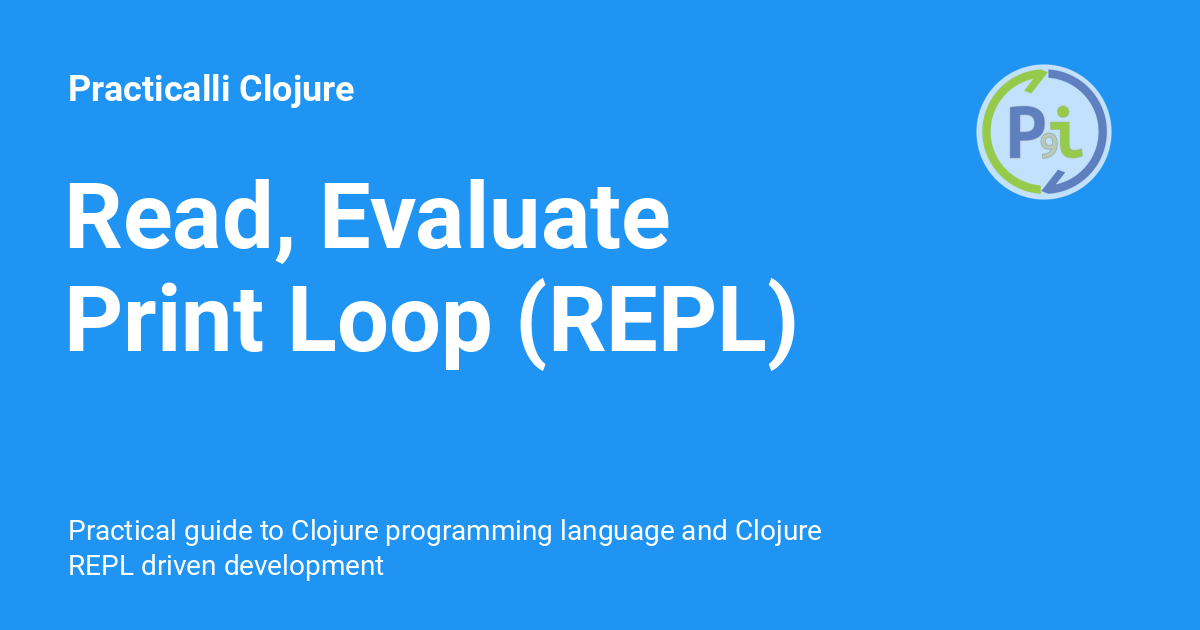 Practicalli Clojure
Read, Evaluate
Print Loop (REPL)
Practical guide to Clojure programming language and Clojure
REPL driven development
P9i